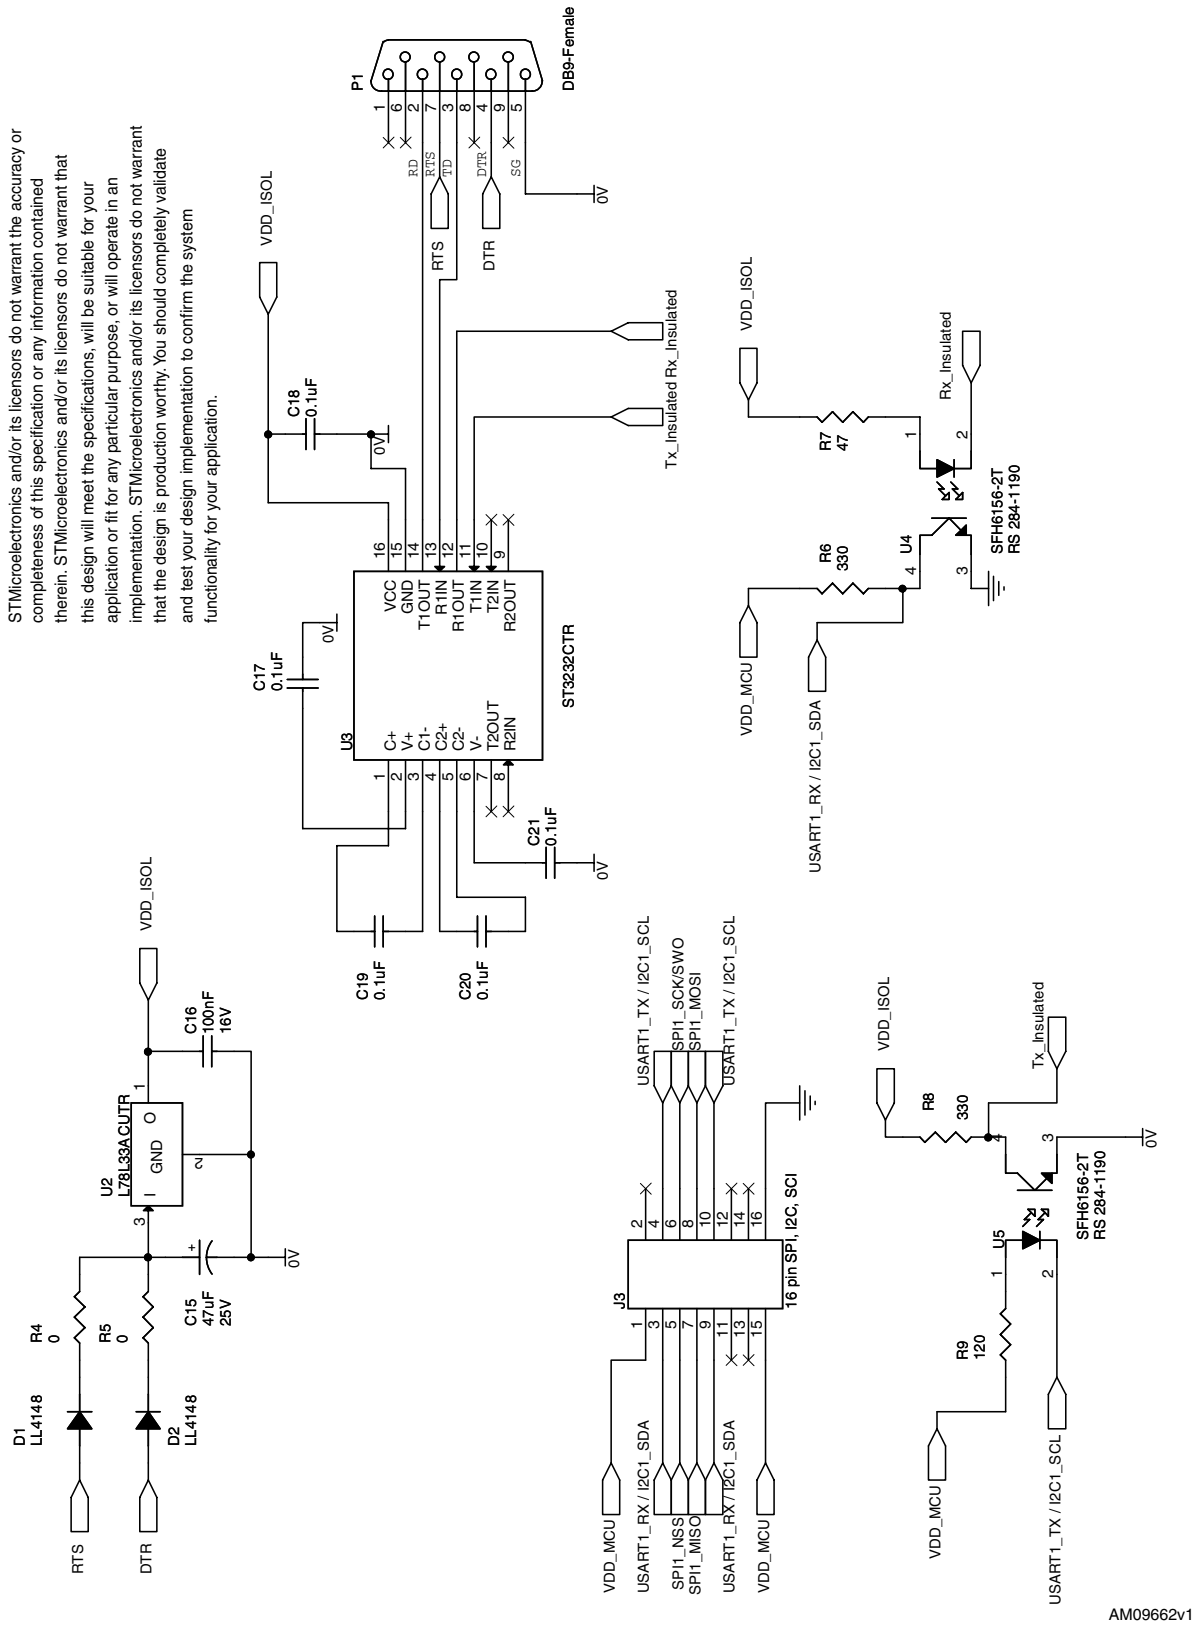 STMicroelectronics and/or its licensors do not warrant the accuracy or
completeness of this specification or any information contained
therein. STMicroelectronics and/or its licensors do not warrant that
this design will meet the specifications, will be suitable for your
application or fit for any particular purpose, or will operate in an
implementation. STMicroelectronics and/or its licensors do not warrant
that the design is production worthy. You should completely validate
and test your design implementation to confirm the system
functionality for your application.
RTS
DTR
D1
LL4148
D2
LL4148
R4
0
R5
0
C15
47uF
25V
+
0V
U2
L78L33ACUTR
3
I
GND
O
1
2
C16
100nF
16V
VDD_ISOL
C17
0.1uF
0V
C18
0.1uF
0V
VDD_ISOL
C19
0.1uF
C20
0.1uF
C21
0.1uF
0V
U3
ST3232CTR
1
2
3
4
5
6
7
8
C+
V+
C1-
C2+
C2-
V-
T2OUT
R2IN
VCC
GND
T1OUT
R1IN
R1OUT
T1IN
T2IN
R2OUT
16
15
14
13
12
11
10
9
P1
DB9-Female
1
6
2
7
3
8
4
9
5
RD
RTS
TD
DTR
SG
RTS
DTR
0V
Tx_Insulated
Rx_Insulated
J3
16 pin SPI, I2C, SCI
1
3
5
7
9
11
13
15
2
4
6
8
10
12
14
16
VDD_MCU
USART1_RX / I2C1_SDA
SPI1_NSS
SPI1_MISO
USART1_RX / I2C1_SDA
VDD_MCU
USART1_TX / I2C1_SCL
SPI1_SCK/SWO
SPI1_MOSI
USART1_TX / I2C1_SCL
VDD_MCU
USART1_RX / I2C1_SDA
R6
330
U4
4
3
SFH6156-2T
RS 284-1190
1
2
R7
47
VDD_ISOL
Rx_Insulated
VDD_MCU
USART1_TX / I2C1_SCL
R9
120
1
2
U5
SFH6156-2T
RS 284-1190
4
3
R8
330
VDD_ISOL
Tx_Insulated
0V
AM09662v1